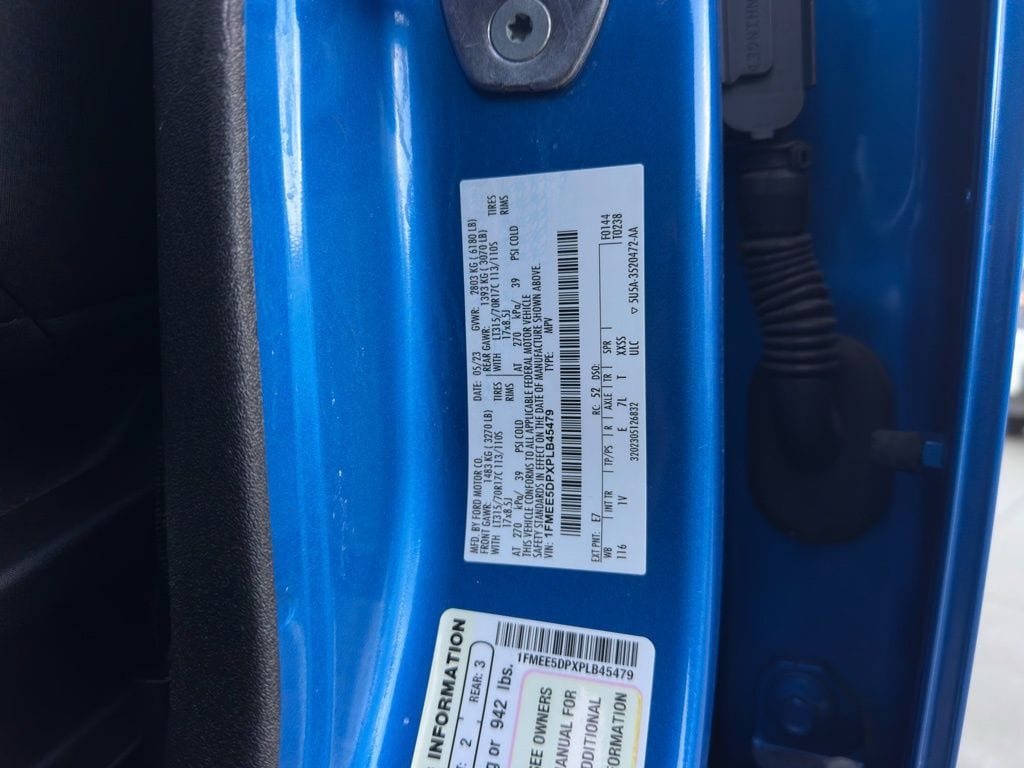 MFD. BY FORD MOTOR CO.
DATE: 05/23 GVWR: 2803 KG ( 6180 LB)
FRONT GAWR: 1483 KG ( 3270 LB) REAR GAWR: 1393 KG ( 3070 LB)
WITH LT315/70R17C 113/110S TIRES WITH LT315/70R17C 113/110S TIRES
17x8.5J RIMS 17x8.5J RIMS
AT 270 kPa/ 39 PSI COLD AT 270 kPa/ 39 PSI COLD
THIS VEHICLE CONFORMS TO ALL APPLICABLE FEDERAL MOTOR VEHICLE
SAFETY STANDARDS IN EFFECT ON THE DATE OF MANUFACTURE SHOWN ABOVE.
VIN: 1FMEE5DPXPLB45479 TYPE: MPV
EXT PNT: E7 RC: 52 DSO: F0144
WB INT TR TP/PS R AXLE TR SPR T0238
116 1V E 7L T XXSS
3202305126832 ULC 5U5A-3520472-AA
INFORMATION
2 REAR: 3
or 942 lbs.
1FMEE5DPXPLB45479
SEE OWNERS
MANUAL FOR
ADDITIONAL
INFORMATION